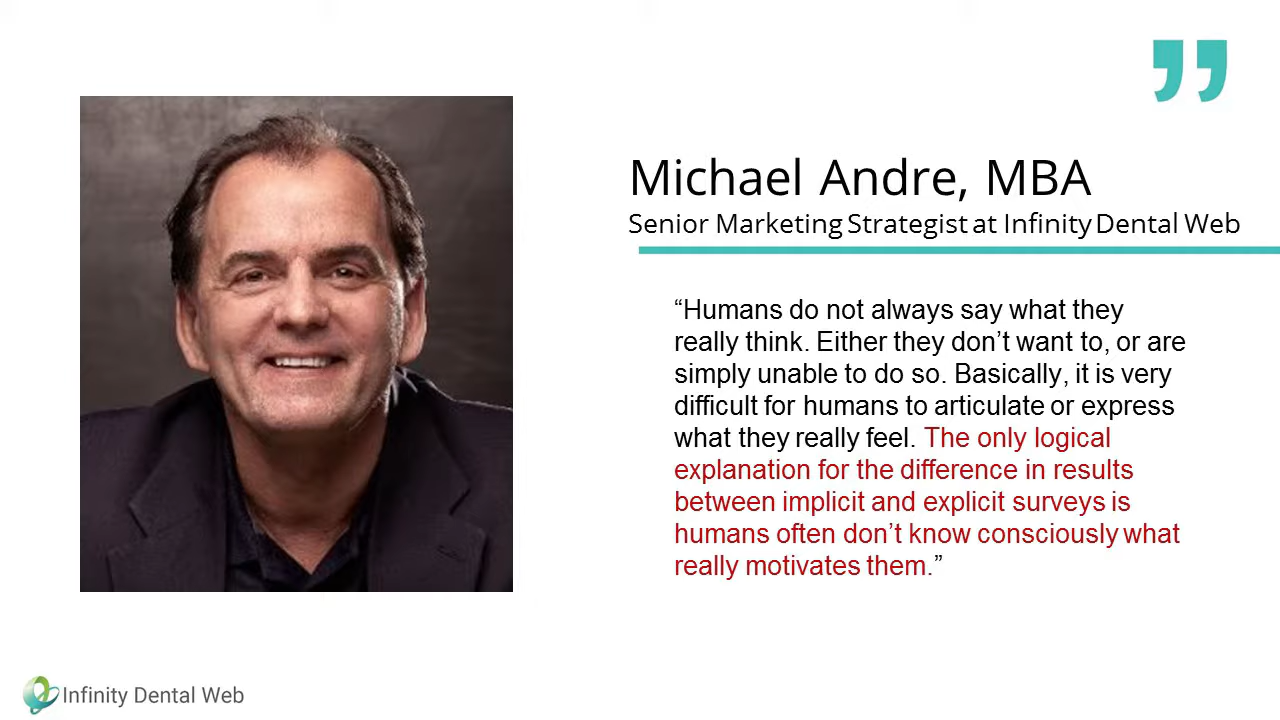 Michael Andre, MBA
Senior Marketing Strategist at Infinity Dental Web
“Humans do not always say what they
really think. Either they don’t want to, or are
simply unable to do so. Basically, it is very
difficult for humans to articulate or express
what they really feel. The only logical
explanation for the difference in results
between implicit and explicit surveys is
humans often don’t know consciously what
really motivates them.”
Infinity Dental Web